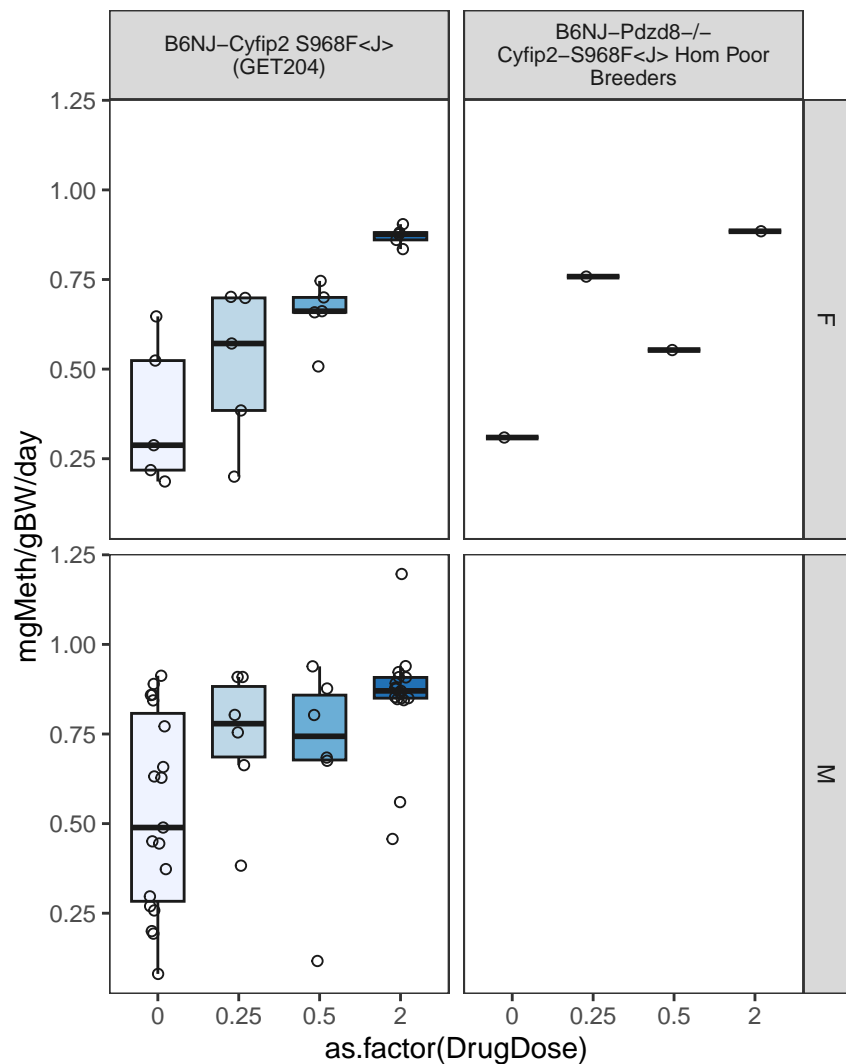 B6NJ−Cyfip2 S968F<J>
(GET204)
B6NJ−Pdzd8−/−
Cyfip2−S968F<J> Hom Poor
Breeders
1.25
1.00
0.75
0.50
0.25
F
1.25
1.00
0.75
0.50
0.25
M
mgMeth/gBW/day
0
0.25
0.5
2
0
0.25
0.5
2
as.factor(DrugDose)